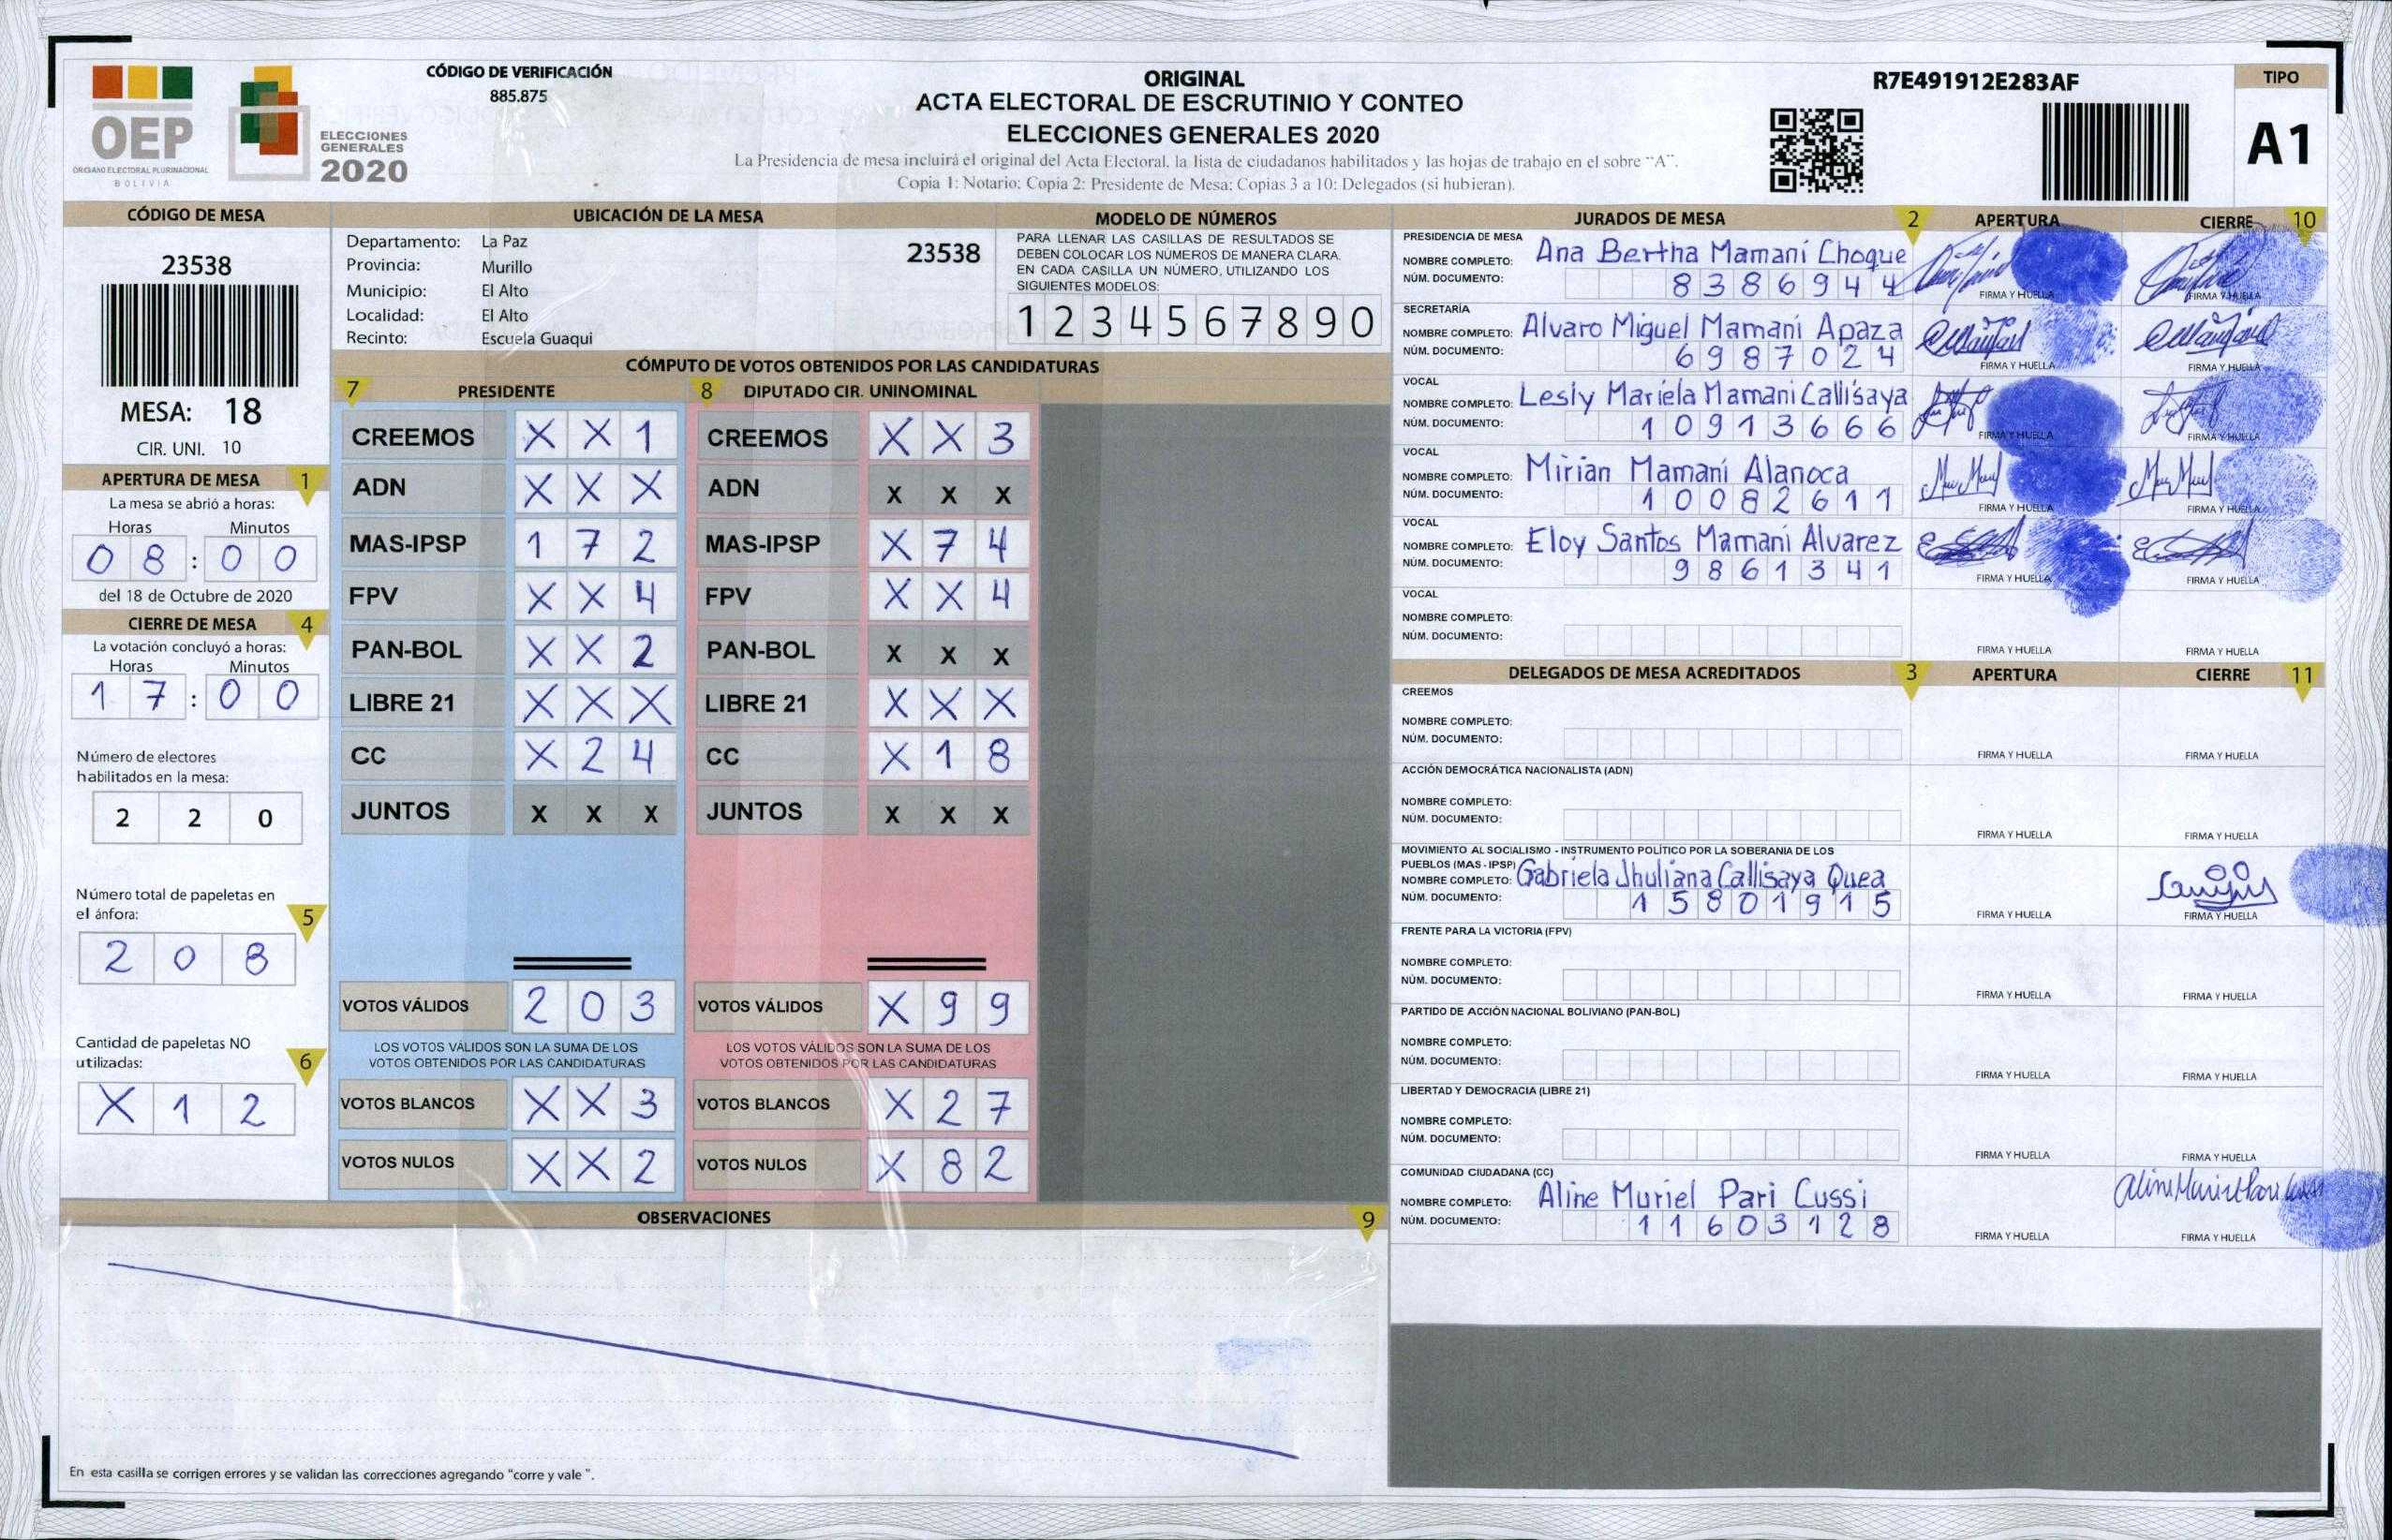 OEP
ÓRGANO ELECTORAL PLURINACIONAL
BOLIVIA
ELECCIONES
GENERALES
2020
CÓDIGO DE VERIFICACIÓN
885.875
ORIGINAL
ACTA ELECTORAL DE ESCRUTINIO Y CONTEO
ELECCIONES GENERALES 2020
La Presidencia de mesa incluirá el original del Acta Electoral, la lista de ciudadanos habilitados y las hojas de trabajo en el sobre "A".
Copia 1: Notario; Copia 2: Presidente de Mesa; Copias 3 a 10: Delegados (si hubieran).
R7E491912E283AF
TIPO
A1
CÓDIGO DE MESA
23538
MESA: 18
CIR. UNI. 10
APERTURA DE MESA 1
La mesa se abrió a horas:
Horas Minutos
0 8 : 0 0
del 18 de Octubre de 2020
CIERRE DE MESA 4
La votación concluyó a horas:
Horas Minutos
1 7 : 0 0
Número de electores
habilitados en la mesa:
2 2 0
Número total de papeletas en
el ánfora: 5
2 0 8
Cantidad de papeletas NO
utilizadas: 6
X 1 2
UBICACIÓN DE LA MESA
Departamento: La Paz 23538
Provincia: Murillo
Municipio: El Alto
Localidad: El Alto
Recinto: Escuela Guaqui
MODELO DE NÚMEROS
PARA LLENAR LAS CASILLAS DE RESULTADOS SE
DEBEN COLOCAR LOS NÚMEROS DE MANERA CLARA.
EN CADA CASILLA UN NÚMERO, UTILIZANDO LOS
SIGUIENTES MODELOS:
1 2 3 4 5 6 7 8 9 0
CÓMPUTO DE VOTOS OBTENIDOS POR LAS CANDIDATURAS
7 PRESIDENTE 8 DIPUTADO CIR. UNINOMINAL
CREEMOS X X 1 CREEMOS X X 3
ADN X X X ADN X X X
MAS-IPSP 1 7 2 MAS-IPSP X 7 4
FPV X X 4 FPV X X 4
PAN-BOL X X 2 PAN-BOL X X X
LIBRE 21 X X X LIBRE 21 X X X
CC X 2 4 CC X 1 8
JUNTOS X X X JUNTOS X X X
VOTOS VÁLIDOS 2 0 3 VOTOS VÁLIDOS X 9 9
LOS VOTOS VÁLIDOS SON LA SUMA DE LOS LOS VOTOS VÁLIDOS SON LA SUMA DE LOS
VOTOS OBTENIDOS POR LAS CANDIDATURAS VOTOS OBTENIDOS POR LAS CANDIDATURAS
VOTOS BLANCOS X X 3 VOTOS BLANCOS X 2 7
VOTOS NULOS X X 2 VOTOS NULOS X 8 2
OBSERVACIONES 9
En esta casilla se corrigen errores y se validan las correcciones agregando "corre y vale ".
JURADOS DE MESA 2 APERTURA CIERRE 10
PRESIDENCIA DE MESA
NOMBRE COMPLETO: Ana Bertha Mamani Choque
NÚM. DOCUMENTO: 8 3 8 6 9 4 4
FIRMA Y HUELLA FIRMA Y HUELLA
SECRETARÍA
NOMBRE COMPLETO: Alvaro Miguel Mamani Apaza
NÚM. DOCUMENTO: 6 9 8 7 0 2 4
FIRMA Y HUELLA FIRMA Y HUELLA
VOCAL
NOMBRE COMPLETO: Lesly Mariela Mamani Callisaya
NÚM. DOCUMENTO: 1 0 9 1 3 6 6 6
FIRMA Y HUELLA FIRMA Y HUELLA
VOCAL
NOMBRE COMPLETO: Mirian Mamani Alanoca
NÚM. DOCUMENTO: 1 0 0 8 2 6 1 1
FIRMA Y HUELLA FIRMA Y HUELLA
VOCAL
NOMBRE COMPLETO: Eloy Santos Mamani Alvarez
NÚM. DOCUMENTO: 9 8 6 1 3 4 1
FIRMA Y HUELLA FIRMA Y HUELLA
VOCAL
NOMBRE COMPLETO:
NÚM. DOCUMENTO:
FIRMA Y HUELLA FIRMA Y HUELLA
DELEGADOS DE MESA ACREDITADOS 3 APERTURA CIERRE 11
CREEMOS
NOMBRE COMPLETO:
NÚM. DOCUMENTO:
FIRMA Y HUELLA FIRMA Y HUELLA
ACCIÓN DEMOCRÁTICA NACIONALISTA (ADN)
NOMBRE COMPLETO:
NÚM. DOCUMENTO:
FIRMA Y HUELLA FIRMA Y HUELLA
MOVIMIENTO AL SOCIALISMO - INSTRUMENTO POLÍTICO POR LA SOBERANIA DE LOS
PUEBLOS (MAS - IPSP)
NOMBRE COMPLETO: Gabriela Jhuliana Callisaya Quea
NÚM. DOCUMENTO: 1 5 8 0 1 9 1 5
FIRMA Y HUELLA FIRMA Y HUELLA
FRENTE PARA LA VICTORIA (FPV)
NOMBRE COMPLETO:
NÚM. DOCUMENTO:
FIRMA Y HUELLA FIRMA Y HUELLA
PARTIDO DE ACCIÓN NACIONAL BOLIVIANO (PAN-BOL)
NOMBRE COMPLETO:
NÚM. DOCUMENTO:
FIRMA Y HUELLA FIRMA Y HUELLA
LIBERTAD Y DEMOCRACIA (LIBRE 21)
NOMBRE COMPLETO:
NÚM. DOCUMENTO:
FIRMA Y HUELLA FIRMA Y HUELLA
COMUNIDAD CIUDADANA (CC)
NOMBRE COMPLETO: Aline Muriel Pari Cussi
NÚM. DOCUMENTO: 1 1 6 0 3 1 2 8
FIRMA Y HUELLA FIRMA Y HUELLA